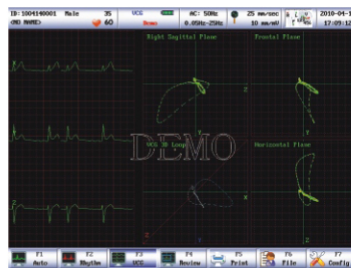 ID:1004140001 Male 35 VCG AC: 50Hz 25 mm/sec 2010-04-1
<NO NAME> 60 Demo 0.05Hz-25Hz 10 mm/mV 17:09:12
Right Sagittal Plane Frontal Plane
X
Z
Y
Y
DEMO
VCG 3D Loop Horizontal Plane
Y
X
Z
Z
F1 F2 F3 F4 F5 F6 F7
Auto Rhythm VCG Review Print File Config